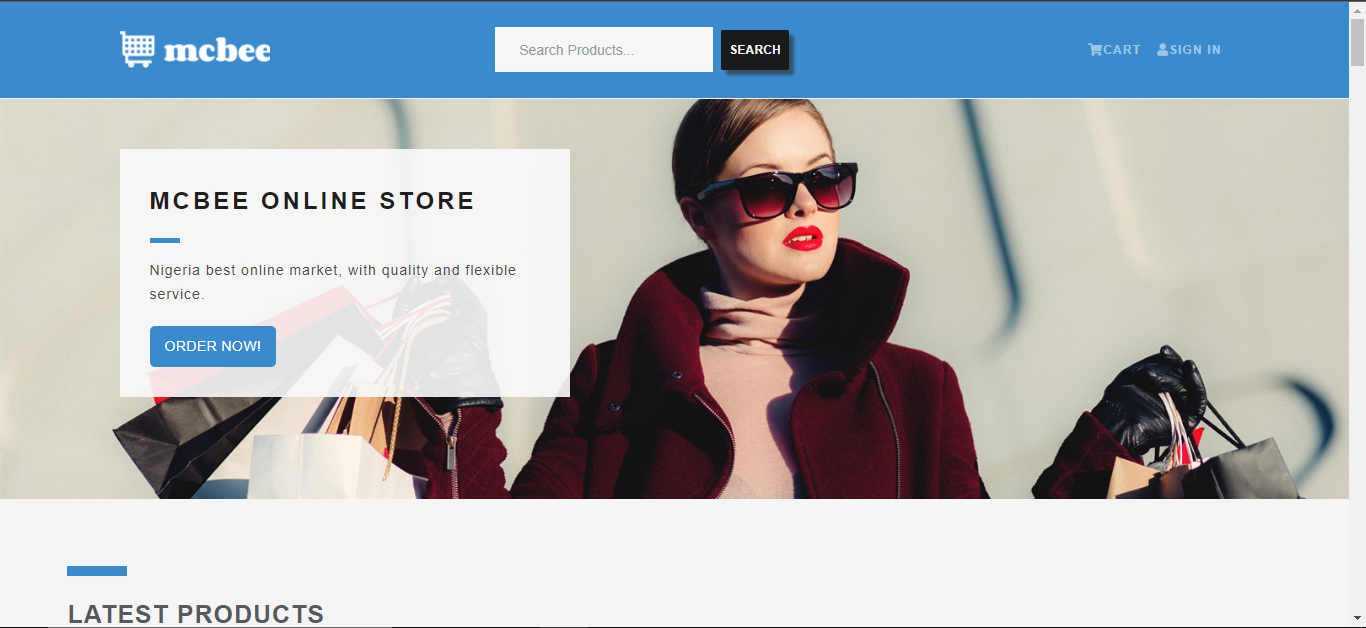 mcbee
Search Products...
SEARCH
CART
SIGN IN
MCBEE ONLINE STORE
Nigeria best online market, with quality and flexible
service.
ORDER NOW!
LATEST PRODUCTS